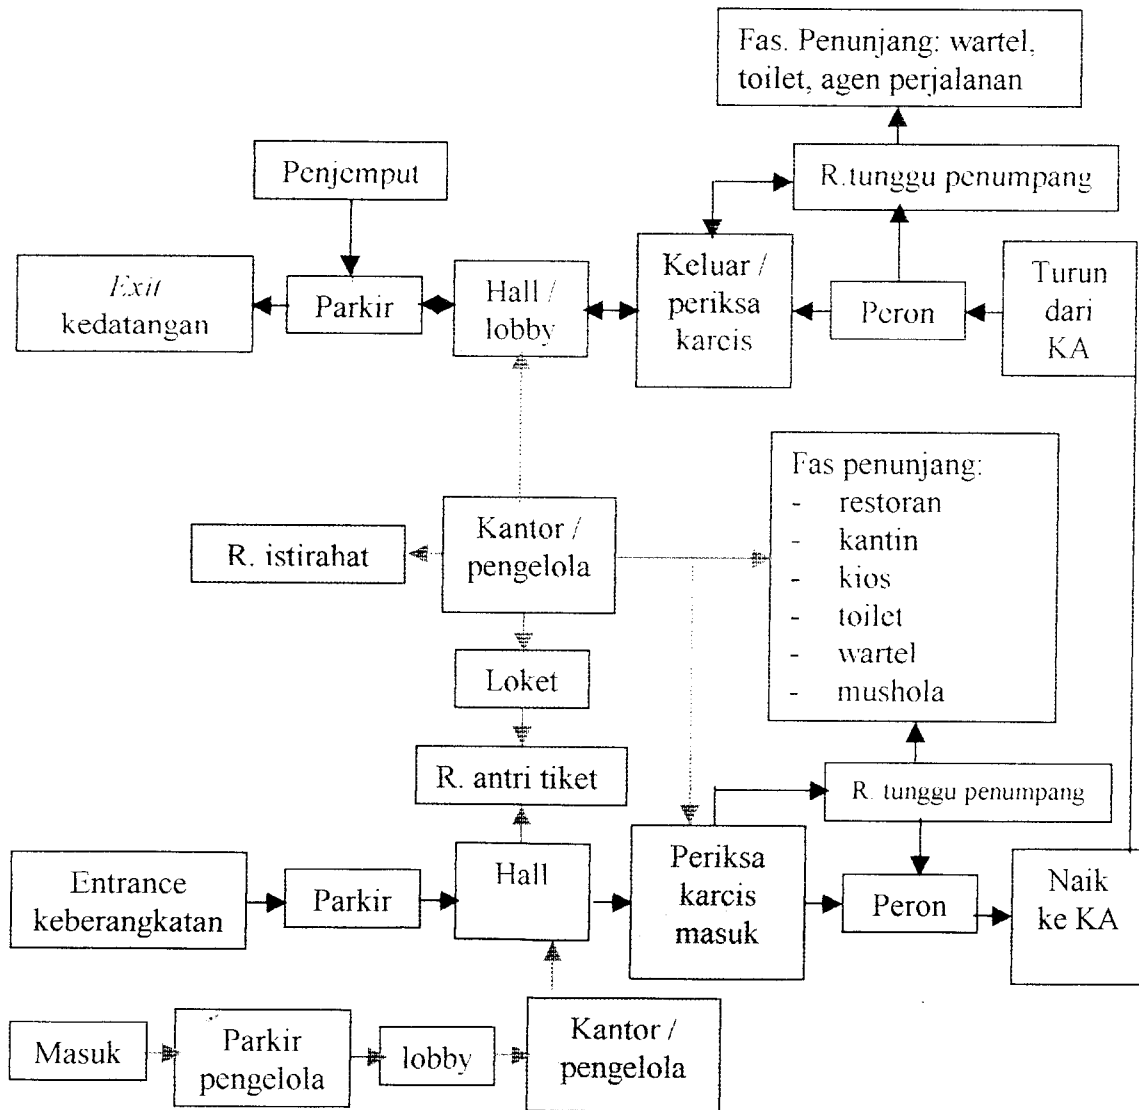 Fas. Penunjang: wartel,
toilet, agen perjalanan
Penjemput
R.tunggu penumpang
Exit
kedatangan
Parkir
Hall /
lobby
Keluar /
periksa
karcis
Peron
Turun
dari
KA
Fas penunjang:
- restoran
- kantin
- kios
- toilet
- wartel
- mushola
R. istirahat
Kantor /
pengelola
Loket
R. antri tiket
R. tunggu penumpang
Entrance
keberangkatan
Parkir
Hall
Periksa
karcis
masuk
Peron
Naik
ke KA
Masuk
Parkir
pengelola
lobby
Kantor /
pengelola